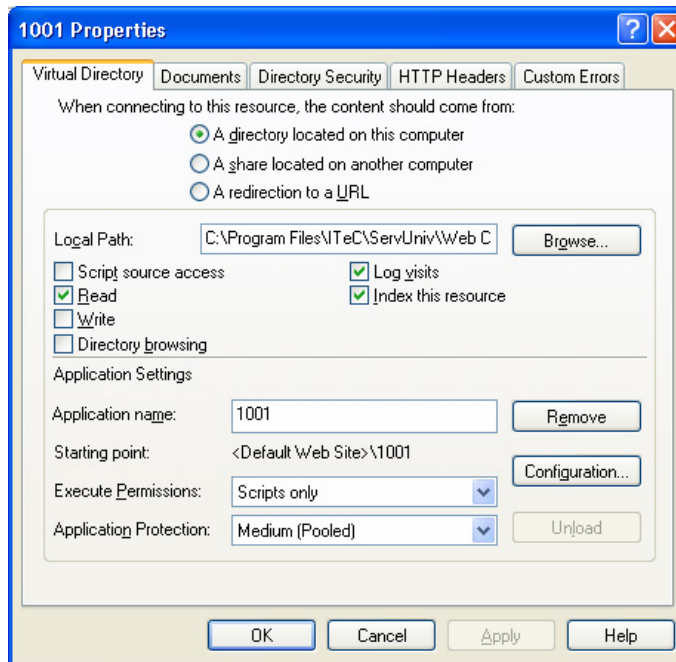 1001 Properties
Virtual Directory Documents Directory Security HTTP Headers Custom Errors
When connecting to this resource, the content should come from:
A directory located on this computer
A share located on another computer
A redirection to a URL
Local Path: C:\Program Files\ITeC\ServUniv\Web C Browse...
Script source access Log visits
Read Index this resource
Write
Directory browsing
Application Settings
Application name: 1001 Remove
Starting point: <Default Web Site>\1001
Configuration...
Execute Permissions: Scripts only
Application Protection: Medium (Pooled) Unload
OK Cancel Apply Help